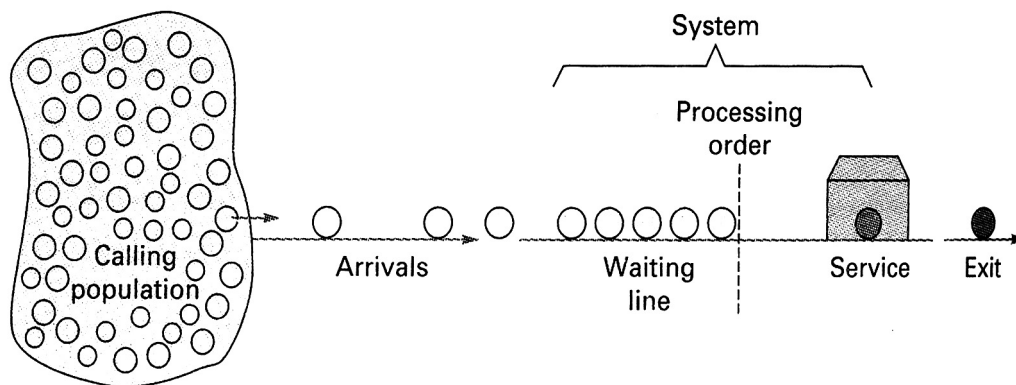 System
Processing
order
Calling
population
Arrivals
Waiting
line
Service
Exit